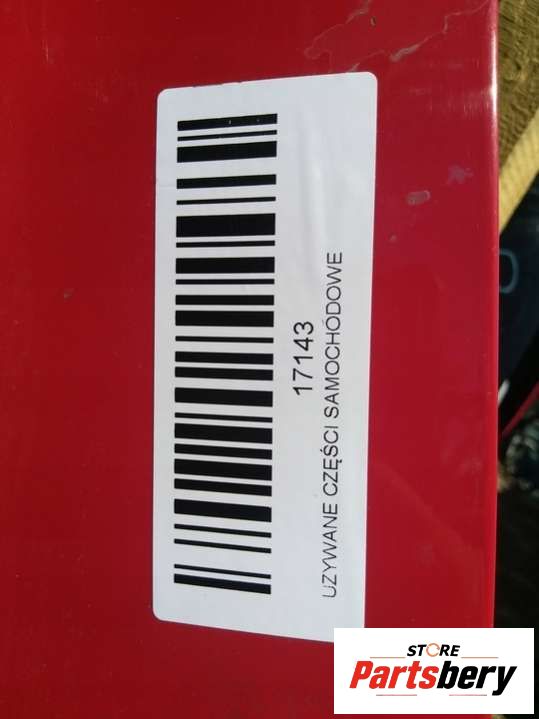 17143
UZYWANE CZĘŚCI SAMOCHODOWE
STORE
Partsbery